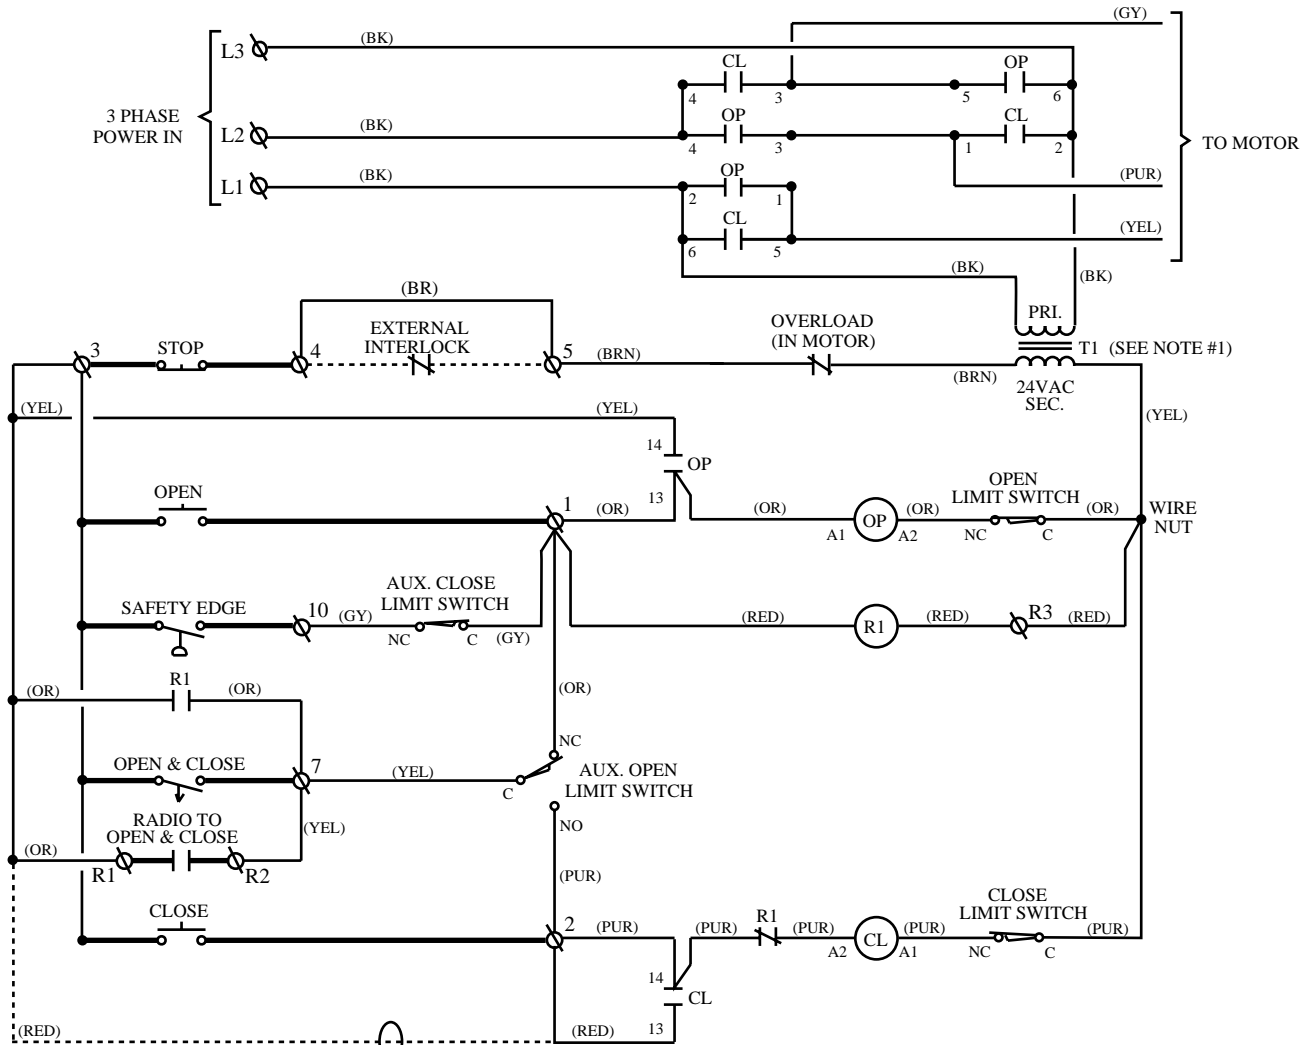 (GY)
L3 (BK)
CL OP
4 3 5 6
3 PHASE
POWER IN
L2 (BK)
OP CL
4 3 1 2
TO MOTOR
L1 (BK)
OP
2 1
(PUR)
CL
6 5
(YEL)
(BK) (BK)
(BR)
PRI.
EXTERNAL
INTERLOCK
OVERLOAD
(IN MOTOR)
3 STOP 4 5 (BRN)
T1 (SEE NOTE #1)
(BRN)
24VAC
SEC.
(YEL) (YEL) (YEL)
14
OP
13
OPEN
1 (OR) (OR)
OP
A1 A2
(OR)
OPEN
LIMIT SWITCH
NC C
(OR)
WIRE
NUT
SAFETY EDGE
10 (GY)
AUX. CLOSE
LIMIT SWITCH
NC C (GY)
(RED) R1 (RED) R3 (RED)
(OR) R1 (OR)
(OR)
OPEN & CLOSE
7 (YEL)
NC
C
AUX. OPEN
LIMIT SWITCH
NO
RADIO TO
OPEN & CLOSE
(YEL)
(OR) R1 R2
(PUR)
CLOSE
2 (PUR) (PUR)
R1
(PUR)
CL
A2 A1
(PUR)
CLOSE
LIMIT SWITCH
NC C
(PUR)
14
CL
13
(RED) (RED)